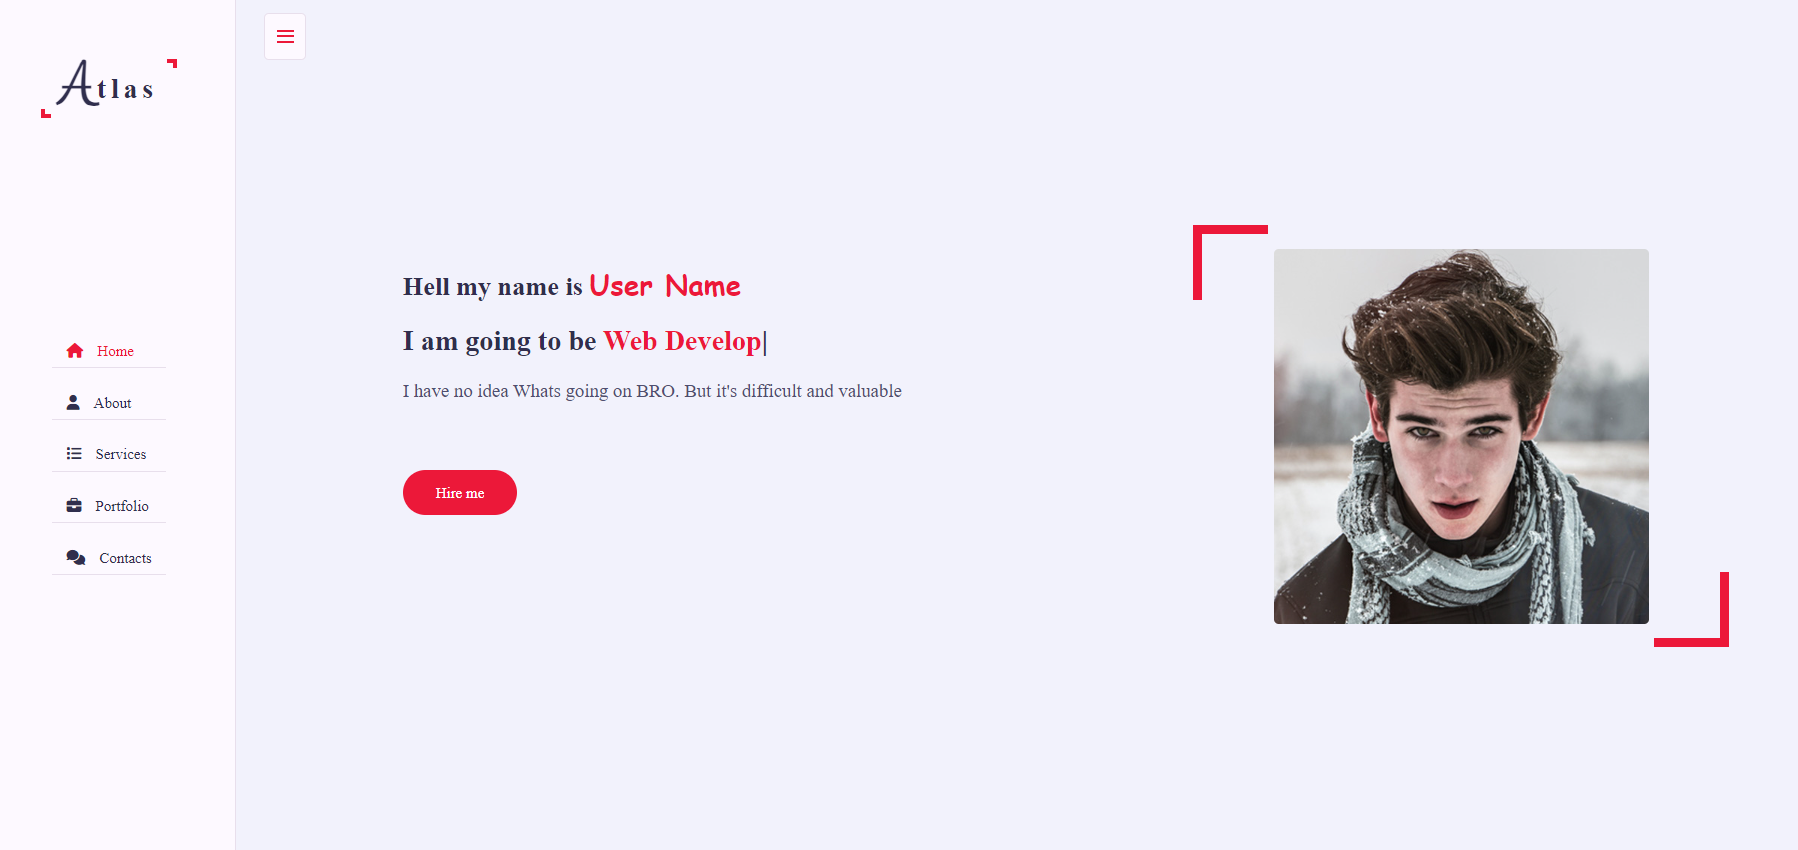 Atlas
Home
About
Services
Portfolio
Contacts
Hell my name is User Name
I am going to be Web Develop|
I have no idea Whats going on BRO. But it's difficult and valuable
Hire me